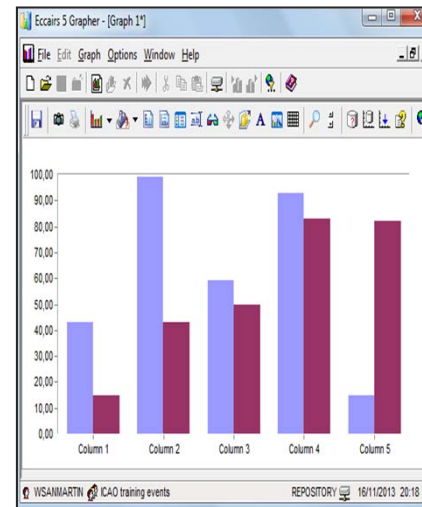 Eccairs 5 Grapher - [Graph 1*]
File Edit Graph Options Window Help
100,00
90,00
80,00
70,00
60,00
50,00
40,00
30,00
20,00
10,00
0,00
Column 1 Column 2 Column 3 Column 4 Column 5
WSANMARTIN ICAO training events REPOSITORY 16/11/2013 20:18